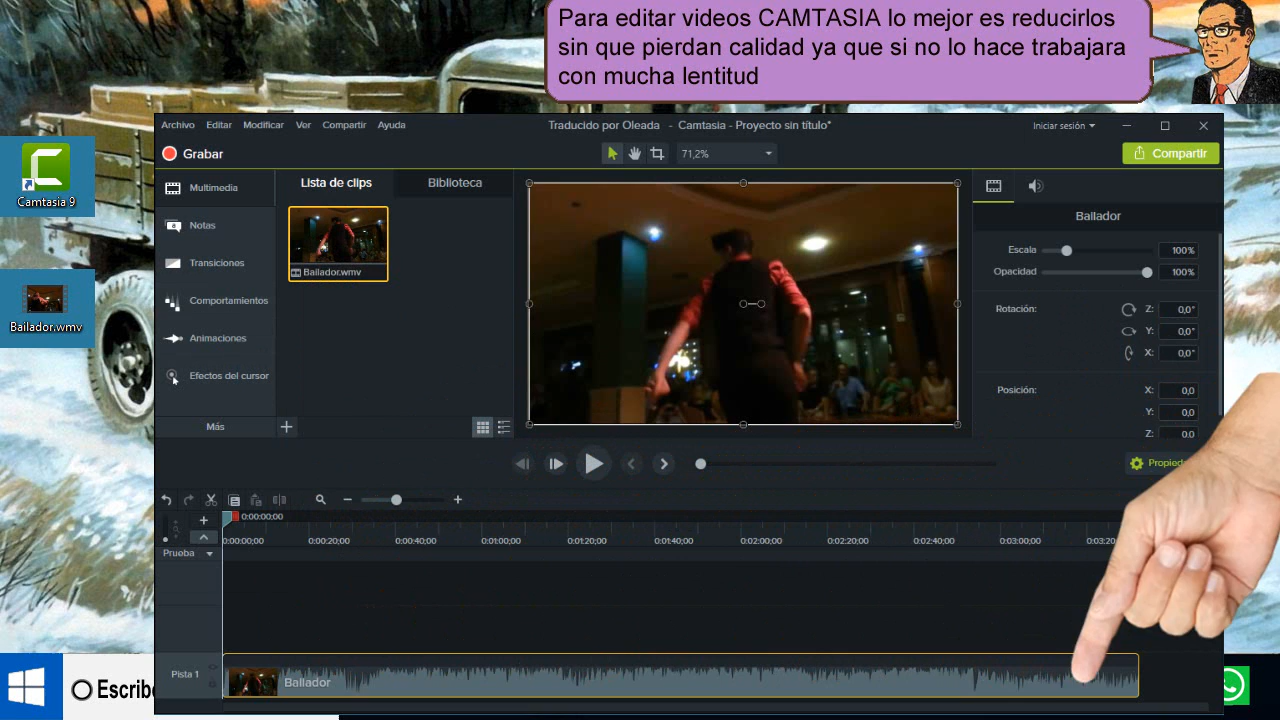 Para editar videos CAMTASIA lo mejor es reducirlos
sin que pierdan calidad ya que si no lo hace trabajara
con mucha lentitud
Archivo Editar Modificar Ver Compartir Ayuda
Traducido por Oleada - Camtasia - Proyecto sin título*
Iniciar sesión
Grabar
71,2%
Compartir
Camtasia 9
Bailador.wmv
Multimedia
Notas
Transiciones
Comportamientos
Animaciones
Efectos del cursor
Más
Lista de clips
Biblioteca
Bailador.wmv
Bailador
Escala 100%
Opacidad 100%
Rotación: Z: 0,0°
Y: 0,0°
X: 0,0°
Posición: X: 0,0
Y: 0,0
Z: 0,0
0:00:00;00
0:00:00;00 0:00:20;00 0:00:40;00 0:01:00;00 0:01:20;00 0:01:40;00 0:02:00;00 0:02:20;00 0:02:40;00 0:03:00;00
Prueba
Pista 1
Bailador